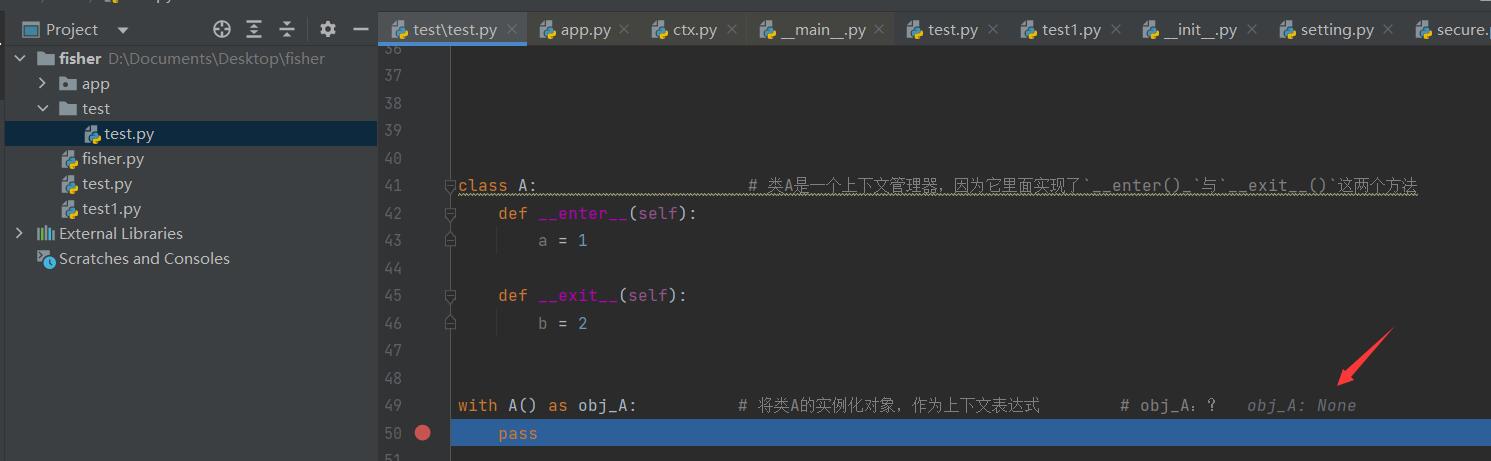 Project
test\test.py
app.py
ctx.py
__main__.py
test.py
test1.py
__init__.py
setting.py
secure.
fisher D:\Documents\Desktop\fisher
app
test
test.py
fisher.py
test.py
test1.py
External Libraries
Scratches and Consoles
36
37
38
39
40
41 class A: # 类A是一个上下文管理器,因为它里面实现了`__enter()_`与`__exit__()`这两个方法
42 def __enter__(self):
43 a = 1
44
45 def __exit__(self):
46 b = 2
47
48
49 with A() as obj_A: # 将类A的实例化对象,作为上下文表达式 # obj_A:? obj_A: None
50 pass
51